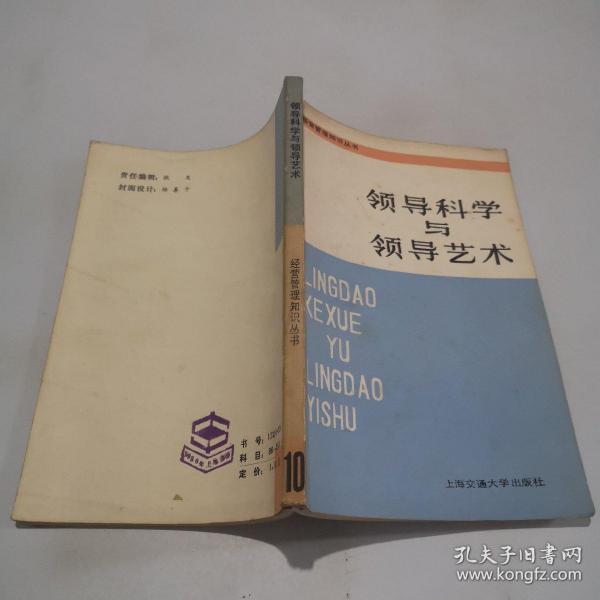 经营管理知识丛书
领导科学
与
领导艺术
LINGDAO
KEXUE
YU
LINGDAO
YISHU
上海交通大学出版社
领导科学与领导艺术
经营管理知识丛书
10
责任编辑:
封面设计:
书号:
科目:
定价:
孔夫子旧书网
www.kongfz.com